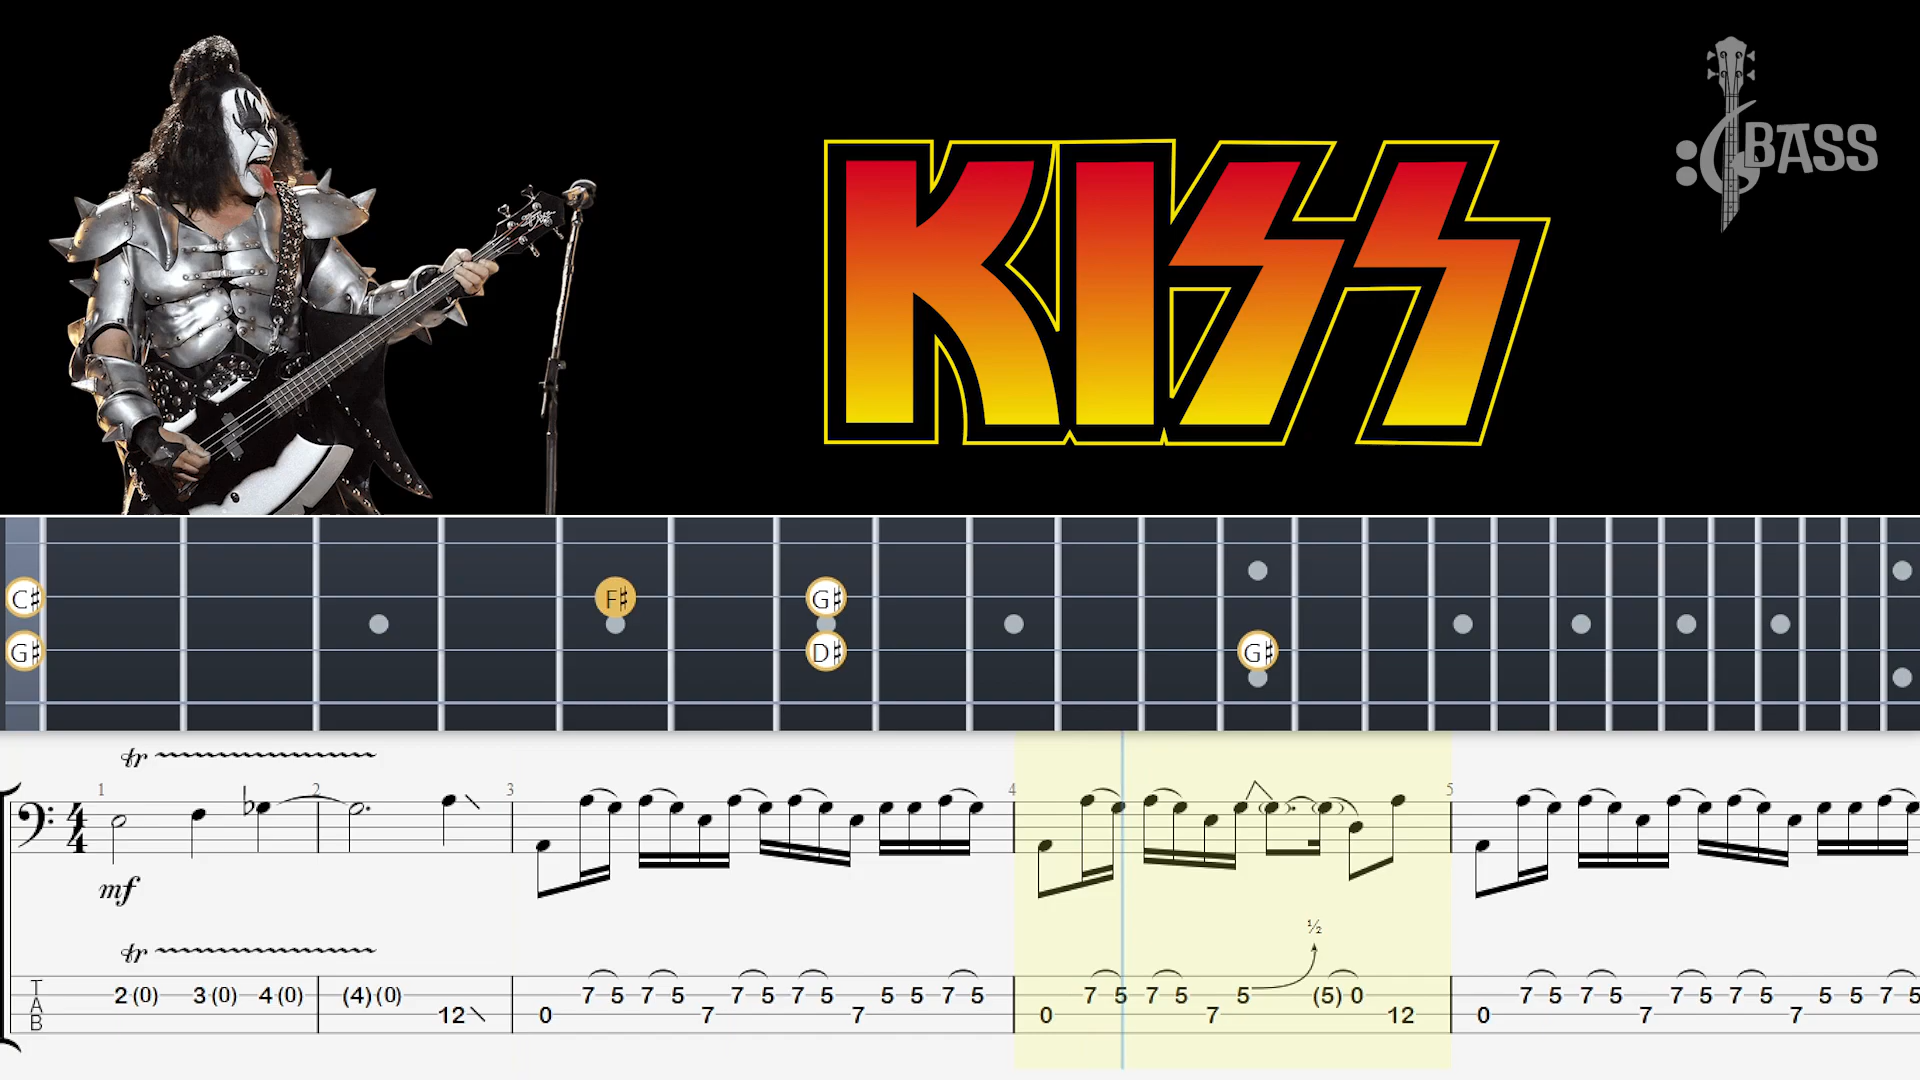 KISS
BASS
C♯ F♯ G♯
G♯ D♯ G♯
tr
1 2 3 4 5
4
4
mf
½
tr
T
A
B
2 (0) 3 (0) 4 (0) (4) (0) 7 5 7 5 7 5 7 5 5 5 7 5 7 5 7 5 5 (5) 0 7 5 7 5 7 5 7 5 5 5 7 5
12 0 7 7 0 7 12 0 7 7